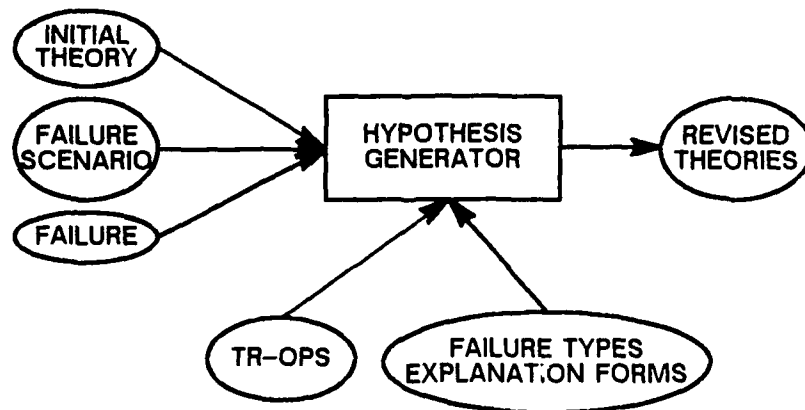 INITIAL
THEORY
FAILURE
SCENARIO
FAILURE
HYPOTHESIS
GENERATOR
REVISED
THEORIES
TR-OPS
FAILURE TYPES
EXPLANATION FORMS